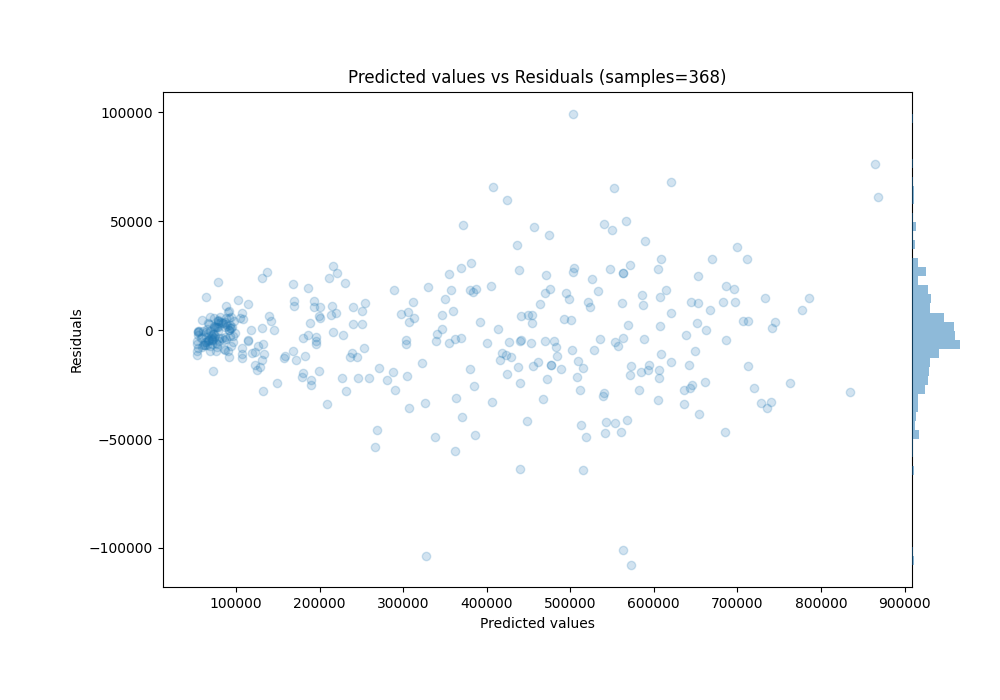 Predicted values vs Residuals (samples=368)
100000
50000
0
−50000
−100000
Residuals
100000 200000 300000 400000 500000 600000 700000 800000 900000
Predicted values